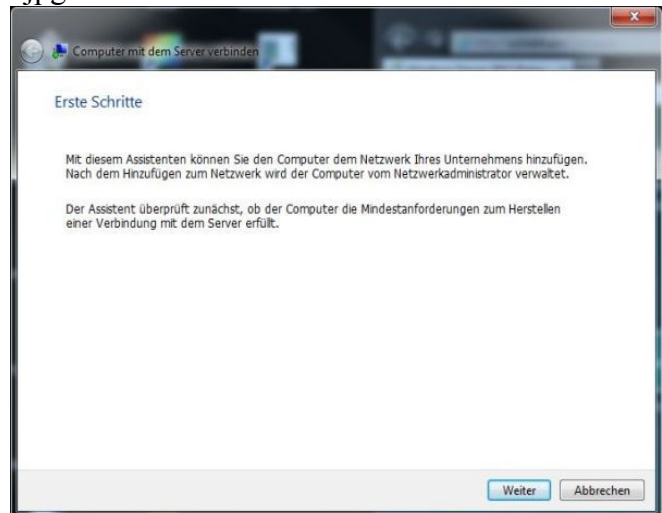 Computer mit dem Server verbinden
Erste Schritte
Mit diesem Assistenten können Sie den Computer dem Netzwerk Ihres Unternehmens hinzufügen.
Nach dem Hinzufügen zum Netzwerk wird der Computer vom Netzwerkadministrator verwaltet.
Der Assistent überprüft zunächst, ob der Computer die Mindestanforderungen zum Herstellen
einer Verbindung mit dem Server erfüllt.
Weiter Abbrechen